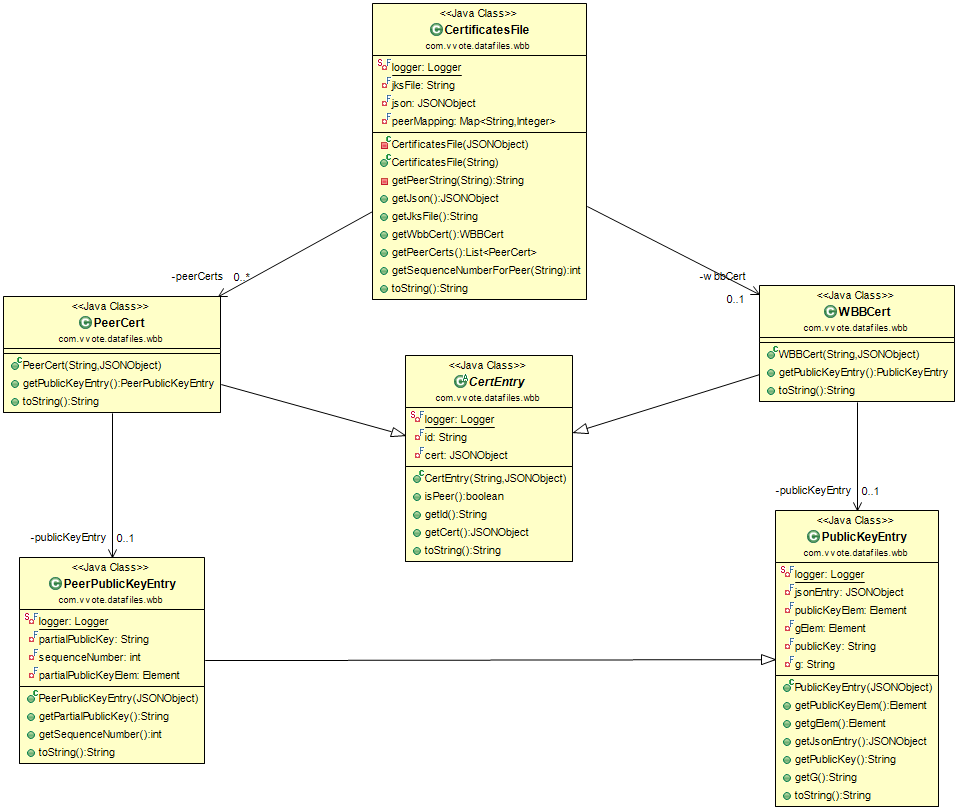 <<Java Class>>
CertificatesFile
com.vvote.datafiles.wbb
logger: Logger
jksFile: String
json: JSONObject
peerMapping: Map<String,Integer>
CertificatesFile(JSONObject)
CertificatesFile(String)
getPeerString(String):String
getJson():JSONObject
getJksFile():String
getWbbCert():WBBCert
getPeerCerts():List<PeerCert>
getSequenceNumberForPeer(String):int
toString():String
-peerCerts 0..*
-wbbCert
0..1
<<Java Class>>
PeerCert
com.vvote.datafiles.wbb
PeerCert(String,JSONObject)
getPublicKeyEntry():PeerPublicKeyEntry
toString():String
<<Java Class>>
WBBCert
com.vvote.datafiles.wbb
WBBCert(String,JSONObject)
getPublicKeyEntry():PublicKeyEntry
toString():String
<<Java Class>>
CertEntry
com.vvote.datafiles.wbb
logger: Logger
id: String
cert: JSONObject
CertEntry(String,JSONObject)
isPeer():boolean
getId():String
getCert():JSONObject
toString():String
-publicKeyEntry 0..1
-publicKeyEntry 0..1
<<Java Class>>
PeerPublicKeyEntry
com.vvote.datafiles.wbb
logger: Logger
partialPublicKey: String
sequenceNumber: int
partialPublicKeyElem: Element
PeerPublicKeyEntry(JSONObject)
getPartialPublicKey():String
getSequenceNumber():int
toString():String
<<Java Class>>
PublicKeyEntry
com.vvote.datafiles.wbb
logger: Logger
jsonEntry: JSONObject
publicKeyElem: Element
gElem: Element
publicKey: String
g: String
PublicKeyEntry(JSONObject)
getPublicKeyElem():Element
getgElem():Element
getJsonEntry():JSONObject
getPublicKey():String
getG():String
toString():String